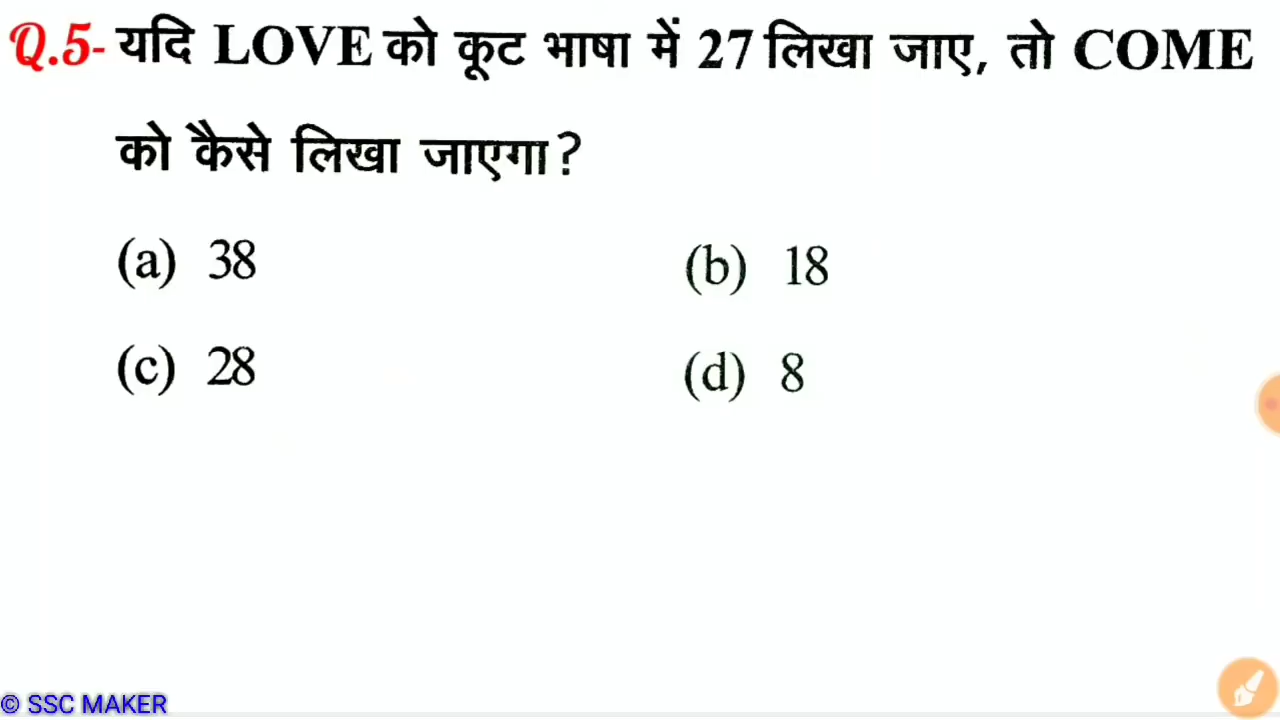 Q.5- यदि LOVE को कूट भाषा में 27 लिखा जाए, तो COME
को कैसे लिखा जाएगा?
(a) 38 (b) 18
(c) 28 (d) 8
© SSC MAKER